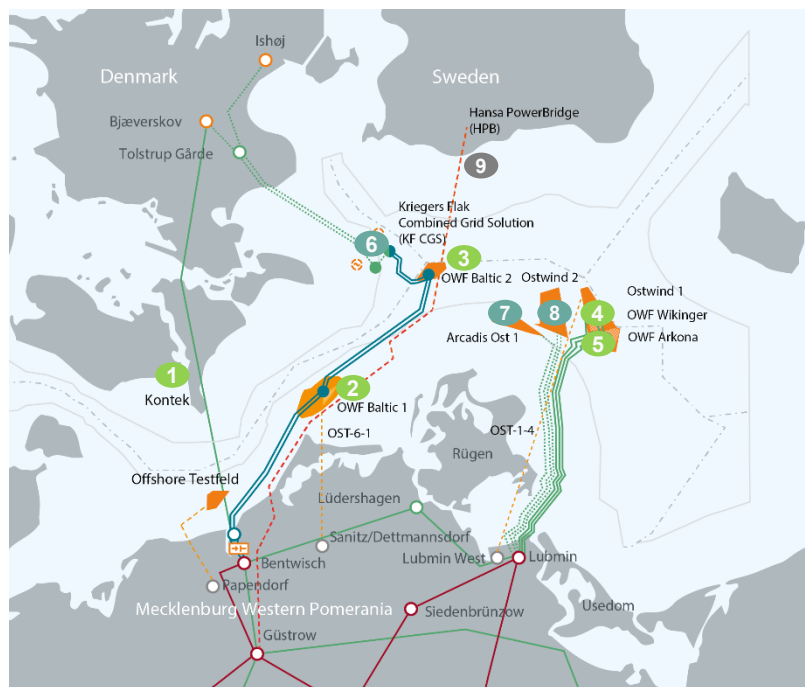 Ishøj
Denmark
Sweden
Bjæverskov
Hansa PowerBridge
(HPB)
Tolstrup Gårde
9
Kriegers Flak
Combined Grid Solution
(KF CGS)
6
3
OWF Baltic 2
Ostwind 2
Ostwind 1
7
8
4
OWF Wikinger
Arcadis Ost 1
5
OWF Arkona
1
Kontek
2
OWF Baltic 1
OST-6-1
OST-1-4
Rügen
Offshore Testfeld
Lüdershagen
Sanitz/Dettmannsdorf
Bentwisch
Lubmin West
Lubmin
Papendorf
Usedom
Mecklenburg Western Pomerania
Siedenbrünzow
Güstrow